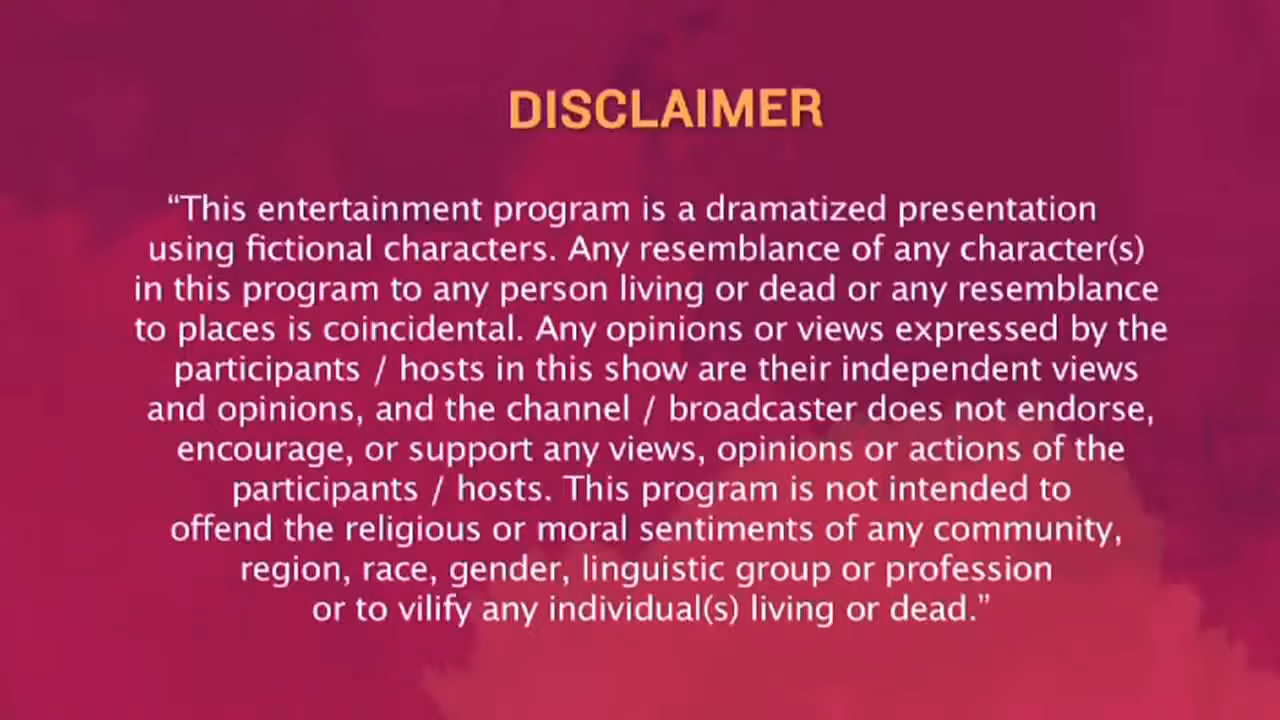 DISCLAIMER
“This entertainment program is a dramatized presentation
using fictional characters. Any resemblance of any character(s)
in this program to any person living or dead or any resemblance
to places is coincidental. Any opinions or views expressed by the
participants / hosts in this show are their independent views
and opinions, and the channel / broadcaster does not endorse,
encourage, or support any views, opinions or actions of the
participants / hosts. This program is not intended to
offend the religious or moral sentiments of any community,
region, race, gender, linguistic group or profession
or to vilify any individual(s) living or dead.”